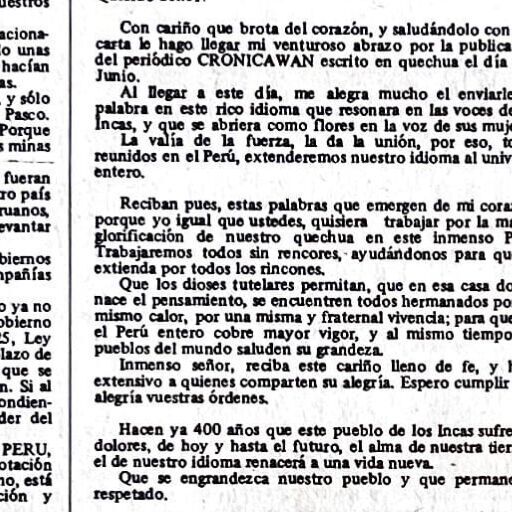 uestros
aciona-
o unas
hacían
as.
, y sólo
Pasco.
Porque
s minas
fueran
ro país
ruanos,
evantar
biernos
mpañías
o ya no
obierno
5, Ley
lazo de
que se
n. Si al
ondien-
der del
PERU,
otación
no, está
ción y
Con cariño que brota del corazón, y saludándolo con
carta le hago llegar mi venturoso abrazo por la publica
del periódico CRONICAWAN escrito en quechua el día
Junio.
Al llegar a este día, me alegra mucho el enviarle
palabra en este rico idioma que resonara en las voces de
Incas, y que se abriera como flores en la voz de sus muje
La valía de la fuerza, la da la unión, por eso, to
reunidos en el Perú, extenderemos nuestro idioma al univ
entero.
Reciban pues, estas palabras que emergen de mi cora
porque yo igual que ustedes, quisiera trabajar por la ma
glorificación de nuestro quechua en este inmenso P
Trabajaremos todos sin rencores, ayudándonos para qu
extienda por todos los rincones.
Que los dioses tutelares permitan, que en esa casa do
nace el pensamiento, se encuentren todos hermanados po
mismo calor, por una misma y fraternal vivencia; para que
el Perú entero cobre mayor vigor, y al mismo tiempo
pueblos del mundo saluden su grandeza.
Inmenso señor, reciba este cariño lleno de fe, y h
extensivo a quienes comparten su alegría. Espero cumplir
alegría vuestras órdenes.
Hacen ya 400 años que este pueblo de los Incas sufre
dolores, de hoy y hasta el futuro, el alma de nuestra tier
el de nuestro idioma renacerá a una vida nueva.
Que se engrandezca nuestro pueblo y que permane
respetado.